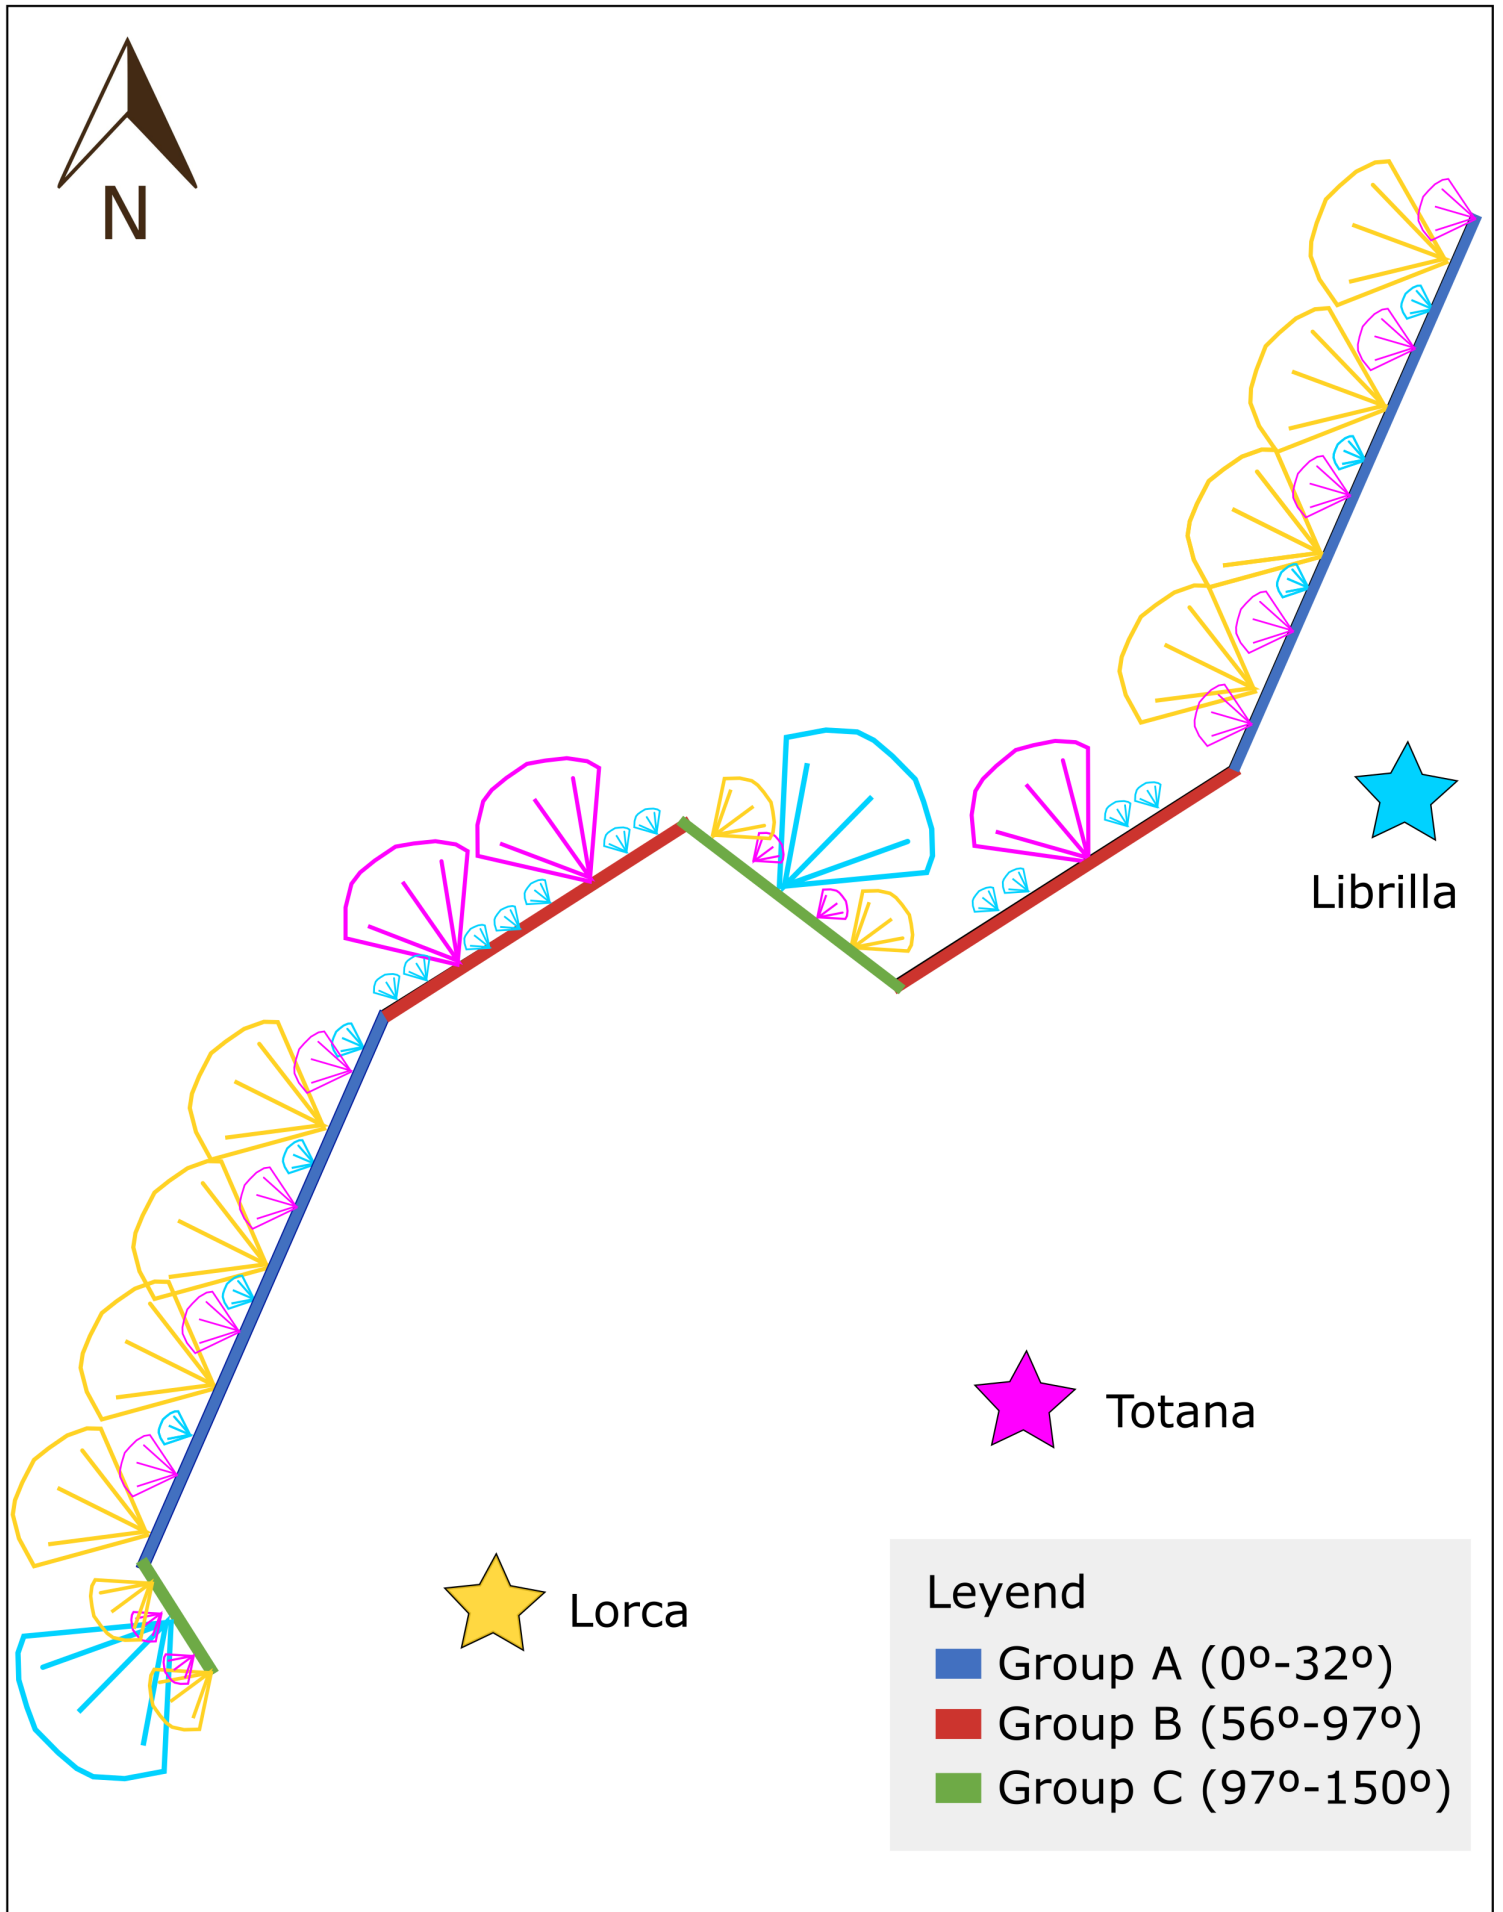 N
Librilla
Totana
Lorca
Leyend
Group A (0º-32º)
Group B (56º-97º)
Group C (97º-150º)